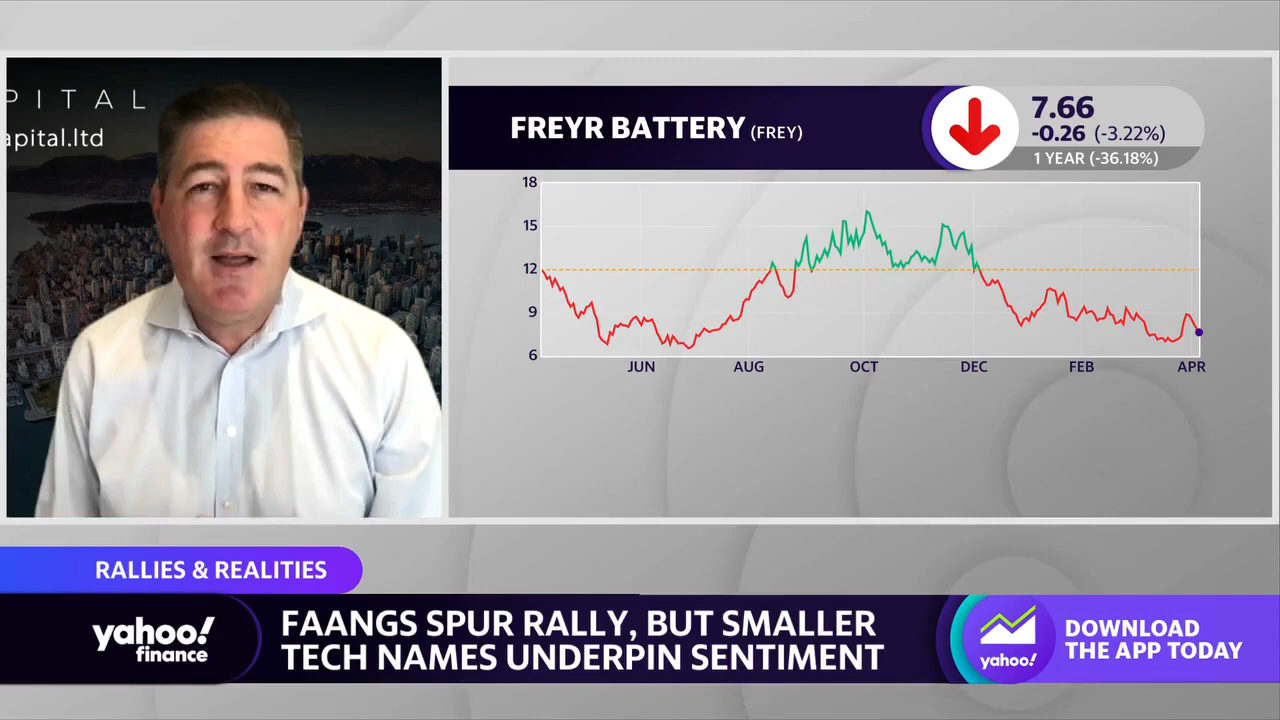 PITAL
apital.ltd
FREYR BATTERY (FREY)
7.66
-0.26 (-3.22%)
1 YEAR (-36.18%)
18
15
12
9
6
JUN AUG OCT DEC FEB APR
RALLIES & REALITIES
yahoo!
finance
FAANGS SPUR RALLY, BUT SMALLER
TECH NAMES UNDERPIN SENTIMENT
yahoo!
DOWNLOAD
THE APP TODAY